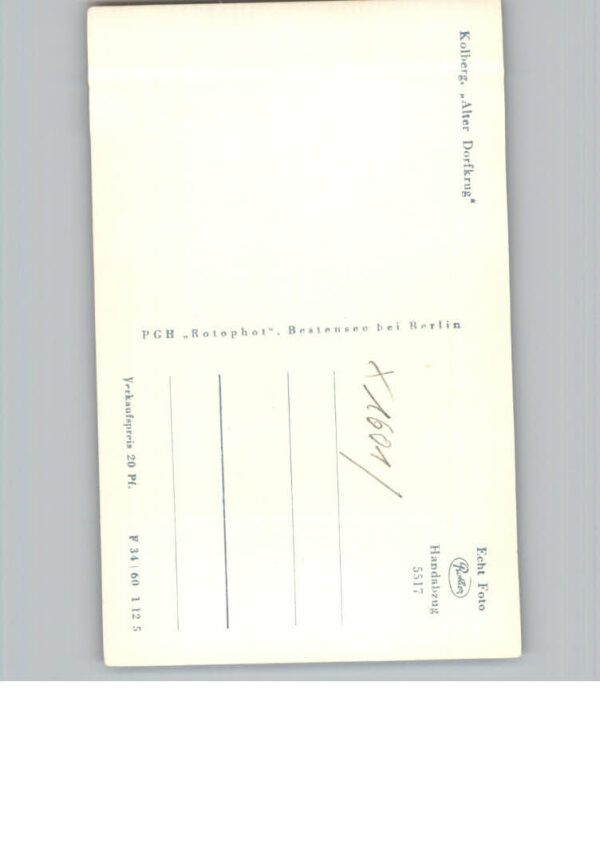 Kolberg, „Alter Dorfkrug“
PGH „Rotophot“, Bestensee bei Berlin
X 1601/
Echt Foto
Handabzug
5517
Verkaufspreis 20 Pf.
F 34|60 1 12 5